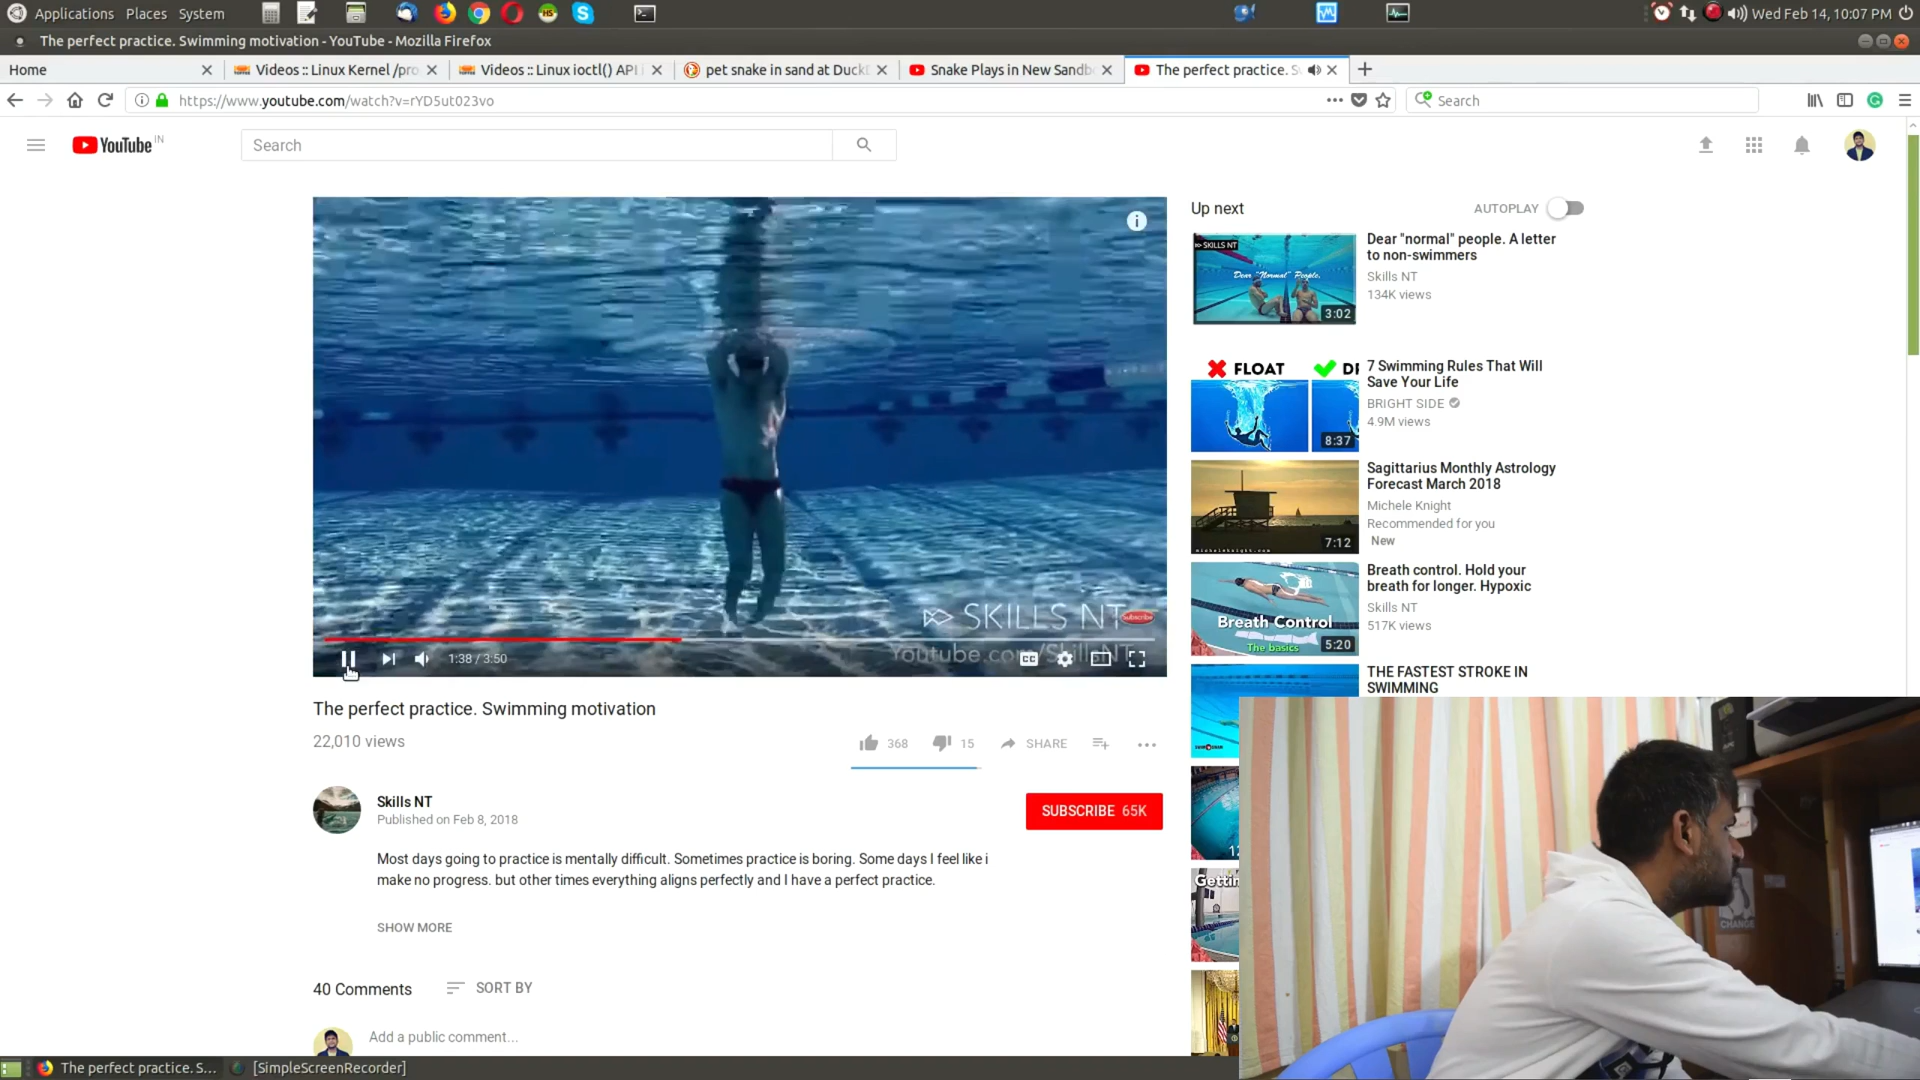 Applications Places System
Wed Feb 14, 10:07 PM
The perfect practice. Swimming motivation - YouTube - Mozilla Firefox
Home
Videos :: Linux Kernel /pro
Videos :: Linux ioctl() API
pet snake in sand at Duck
Snake Plays in New Sandb
The perfect practice. S
https://www.youtube.com/watch?v=rYD5ut023vo
Search
YouTube IN
Search
SKILLS NT
Subscribe
Youtube.com/SkillsNT
1:38 / 3:50
CC
The perfect practice. Swimming motivation
22,010 views
368
15
SHARE
Skills NT
Published on Feb 8, 2018
SUBSCRIBE 65K
Most days going to practice is mentally difficult. Sometimes practice is boring. Some days I feel like i
make no progress. but other times everything aligns perfectly and I have a perfect practice.
SHOW MORE
40 Comments
SORT BY
Add a public comment...
Up next
AUTOPLAY
SKILLS NT
Dear "Normal" People.
3:02
Dear "normal" people. A letter
to non-swimmers
Skills NT
134K views
FLOAT
8:37
7 Swimming Rules That Will
Save Your Life
BRIGHT SIDE
4.9M views
7:12
Sagittarius Monthly Astrology
Forecast March 2018
Michele Knight
Recommended for you
New
Breath Control
The basics
5:20
Breath control. Hold your
breath for longer. Hypoxic
Skills NT
517K views
THE FASTEST STROKE IN
SWIMMING
Gettin
CHANGE
The perfect practice. S...
[SimpleScreenRecorder]